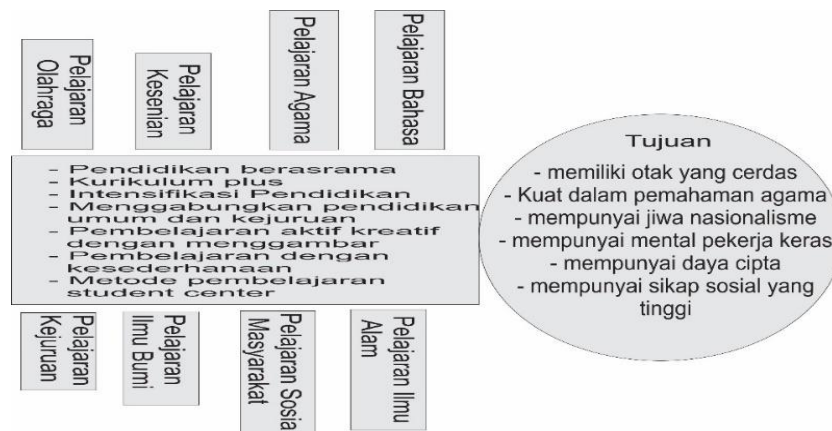 Pelajaran
Olahraga
Pelajaran
Kesenian
Pelajaran Agama
Pelajaran Bahasa
- Pendidikan berasrama
- Kurikulum plus
- Intensifikasi Pendidikan
- Menggabungkan pendidikan
umum dan kejuruan
- Pembelajaran aktif kreatif
dengan menggambar
- Pembelajaran dengan
kesederhanaan
- Metode pembelajaran
student center
Tujuan
- memiliki otak yang cerdas
- Kuat dalam pemahaman agama
- mempunyai jiwa nasionalisme
- mempunyai mental pekerja keras
- mempunyai daya cipta
- mempunyai sikap sosial yang
tinggi
Pelajaran
Kejuruan
Pelajaran
Ilmu Bumi
Pelajaran Sosia
Masyarakat
Pelajaran Ilmu
Alam